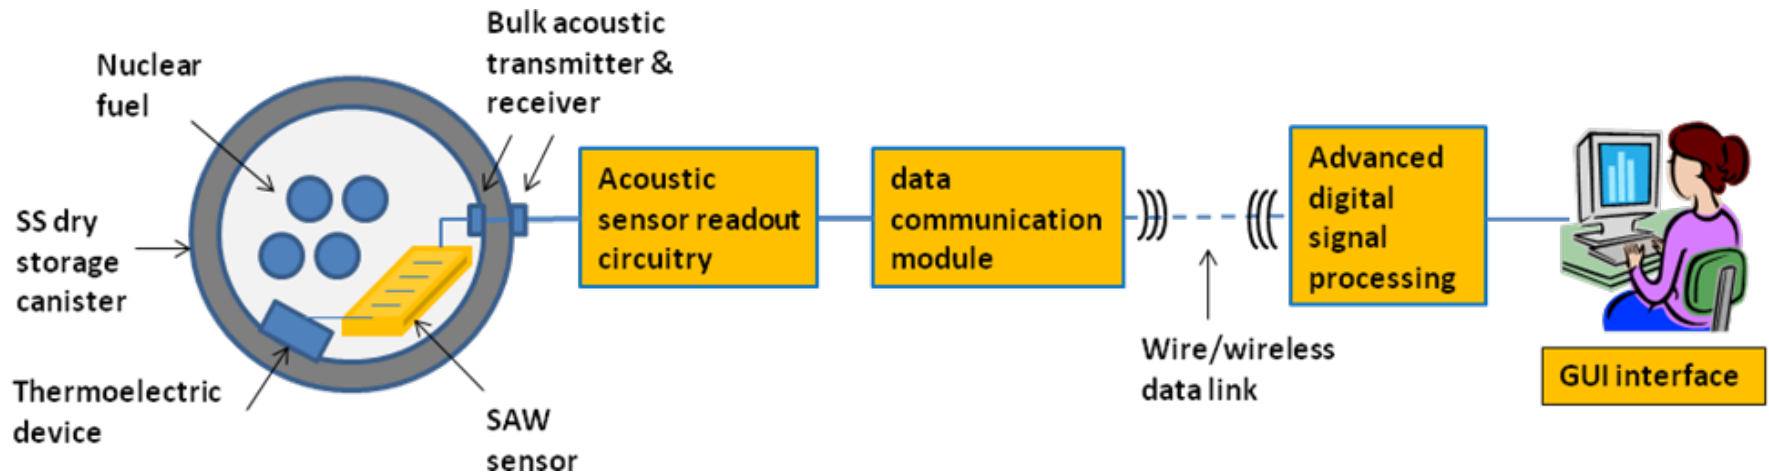 Nuclear
fuel
Bulk acoustic
transmitter &
receiver
SS dry
storage
canister
Thermoelectric
device
SAW
sensor
Acoustic
sensor readout
circuitry
data
communication
module
Wire/wireless
data link
Advanced
digital
signal
processing
GUI interface